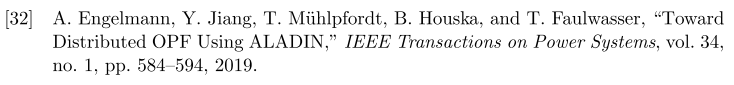 [32] A. Engelmann, Y. Jiang, T. Mühlpfordt, B. Houska, and T. Faulwasser, “Toward
Distributed OPF Using ALADIN,” IEEE Transactions on Power Systems, vol. 34,
no. 1, pp. 584–594, 2019.